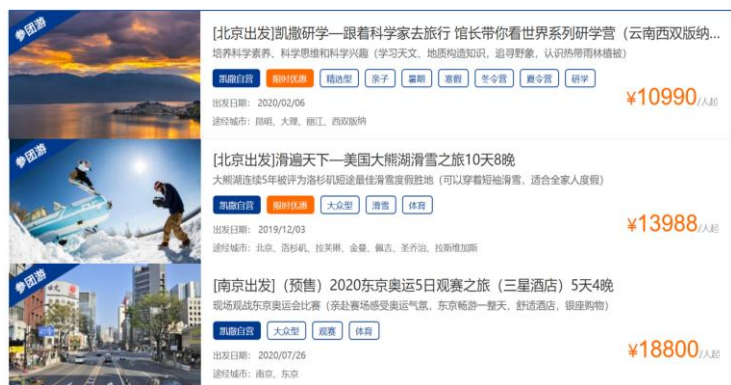 参团游
[北京出发]凯撒研学—跟着科学家去旅行 馆长带你看世界系列研学营（云南西双版纳...
培养科学素养、科学思维和科学兴趣（学习天文、地质构造知识，追寻野象，认识热带雨林植被）
凯撒自营 限时优惠 精选型 亲子 暑期 寒假 冬令营 夏令营 研学
¥10990/人起
出发日期： 2020/02/06
途经城市：昆明、大理、丽江、西双版纳
参团游
[北京出发]滑遍天下—美国大熊湖滑雪之旅10天8晚
大熊湖连续5年被评为洛杉矶短途最佳滑雪度假胜地（可以穿着短袖滑雪，适合全家人度假）
凯撒自营 限时优惠 大众型 滑雪 体育
¥13988/人起
出发日期： 2019/12/03
途经城市：北京、洛杉矶、拉芙琳、金曼、佩吉、圣乔治、拉斯维加斯
参团游
[南京出发]（预售）2020东京奥运5日观赛之旅（三星酒店）5天4晚
现场观战东京奥运会比赛（亲赴赛场感受奥运气氛，东京畅游一整天，舒适酒店，银座购物）
凯撒自营 大众型 观赛 体育
¥18800/人起
出发日期： 2020/07/26
途经城市：南京、东京